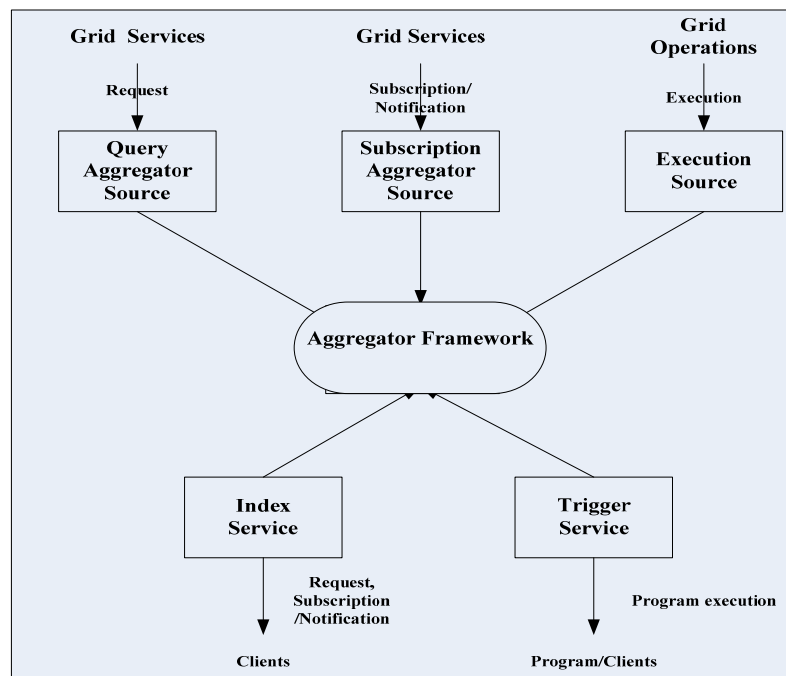 Grid Services
Grid Services
Grid
Operations
Request
Subscription/
Notification
Execution
Query
Aggregator
Source
Subscription
Aggregator
Source
Execution
Source
Aggregator Framework
Index
Service
Trigger
Service
Request,
Subscription
/Notification
Program execution
Clients
Program/Clients